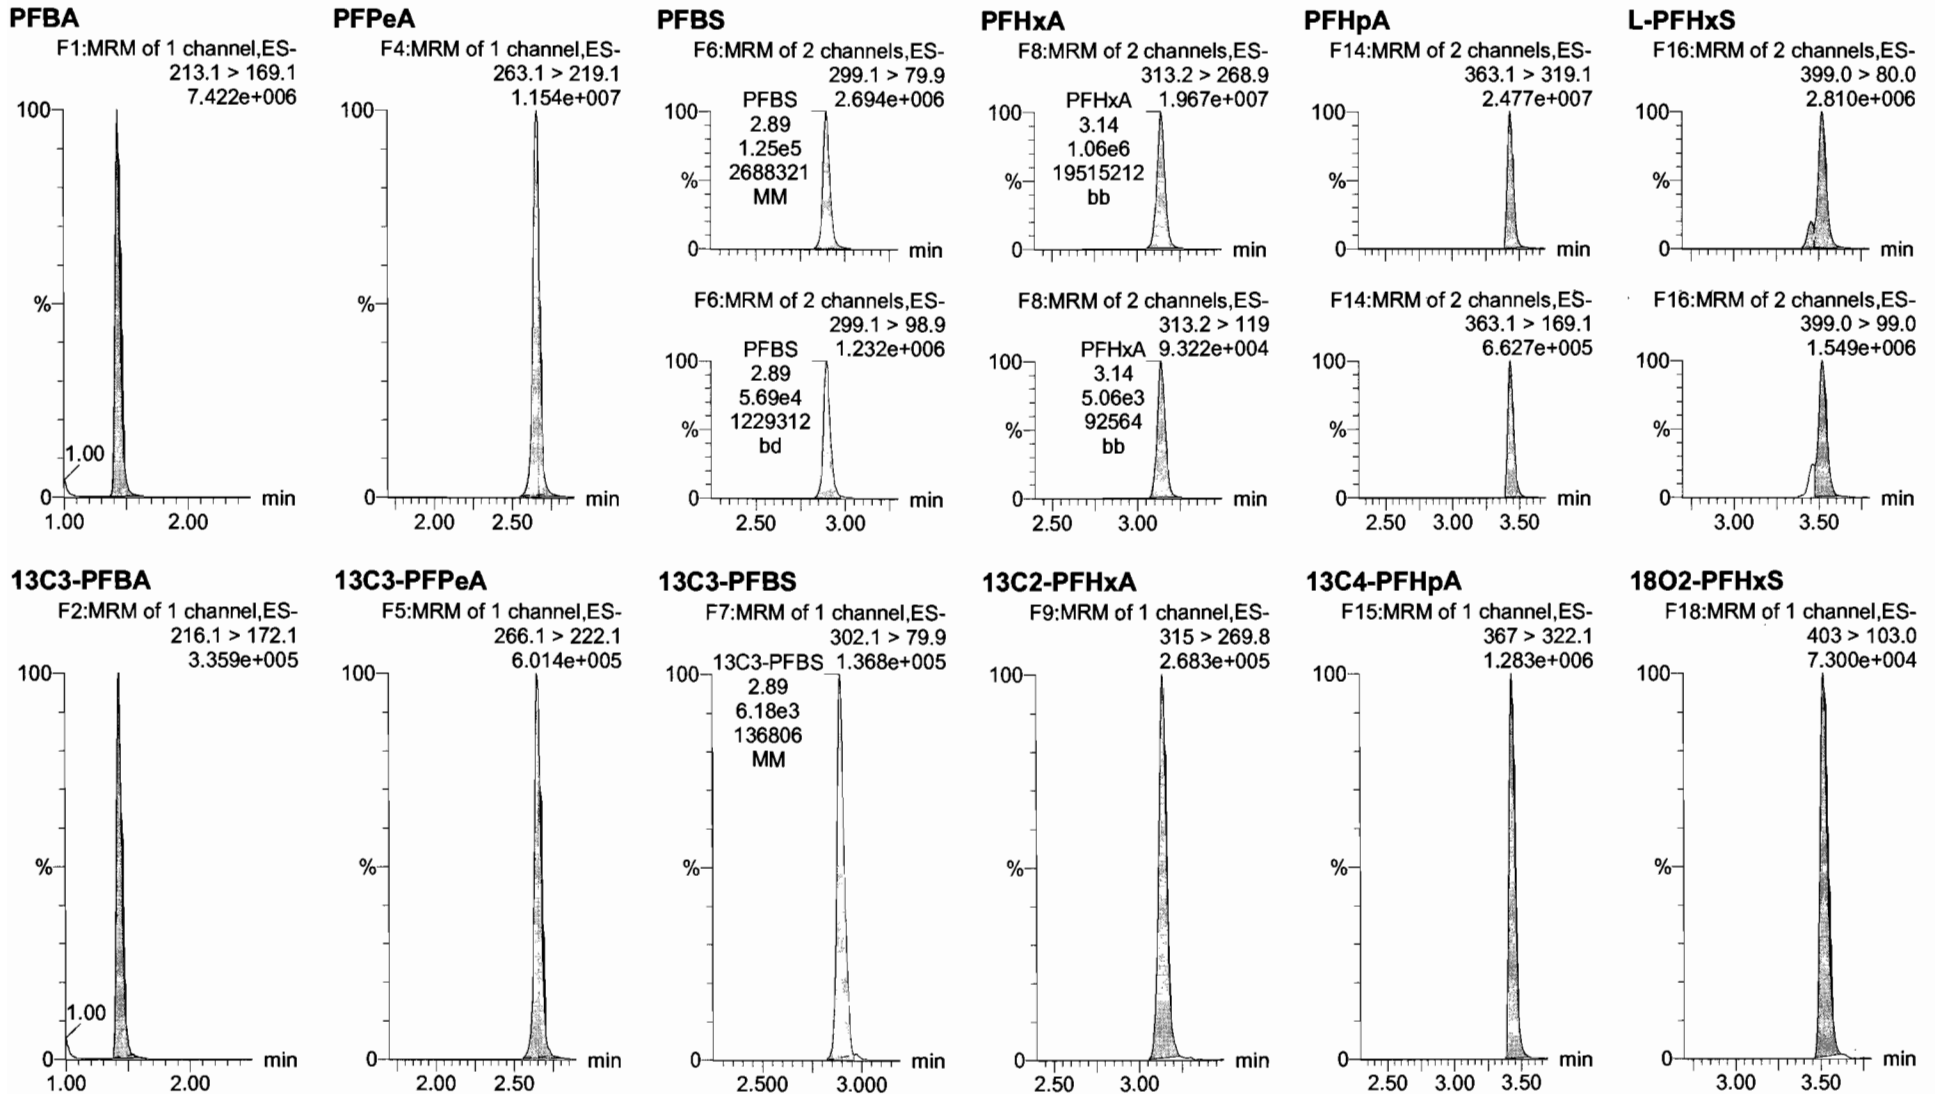 PFBA
F1:MRM of 1 channel,ES-
213.1 > 169.1
7.422e+006
100
%
1.00
0
min
1.00 2.00
PFPeA
F4:MRM of 1 channel,ES-
263.1 > 219.1
1.154e+007
100
%
0
min
2.00 2.50
PFBS
F6:MRM of 2 channels,ES-
299.1 > 79.9
2.694e+006
100
PFBS
2.89
1.25e5
2688321
MM
%
0
min
F6:MRM of 2 channels,ES-
299.1 > 98.9
1.232e+006
100
PFBS
2.89
5.69e4
1229312
bd
%
0
min
2.50 3.00
PFHxA
F8:MRM of 2 channels,ES-
313.2 > 268.9
1.967e+007
100
PFHxA
3.14
1.06e6
19515212
bb
%
0
min
F8:MRM of 2 channels,ES-
313.2 > 119
9.322e+004
100
PFHxA
3.14
5.06e3
92564
bb
%
0
min
2.50 3.00
PFHpA
F14:MRM of 2 channels,ES-
363.1 > 319.1
2.477e+007
100
%
0
min
F14:MRM of 2 channels,ES-
363.1 > 169.1
6.627e+005
100
%
0
min
2.50 3.00 3.50
L-PFHxS
F16:MRM of 2 channels,ES-
399.0 > 80.0
2.810e+006
100
%
0
min
F16:MRM of 2 channels,ES-
399.0 > 99.0
1.549e+006
100
%
0
min
3.00 3.50
13C3-PFBA
F2:MRM of 1 channel,ES-
216.1 > 172.1
3.359e+005
100
%
1.00
0
min
1.00 2.00
13C3-PFPeA
F5:MRM of 1 channel,ES-
266.1 > 222.1
6.014e+005
100
%
0
min
2.00 2.50
13C3-PFBS
F7:MRM of 1 channel,ES-
302.1 > 79.9
13C3-PFBS 1.368e+005
100
2.89
6.18e3
136806
MM
%
0
min
2.500 3.000
13C2-PFHxA
F9:MRM of 1 channel,ES-
315 > 269.8
2.683e+005
100
%
0
min
2.50 3.00
13C4-PFHpA
F15:MRM of 1 channel,ES-
367 > 322.1
1.283e+006
100
%
0
min
2.50 3.00 3.50
18O2-PFHxS
F18:MRM of 1 channel,ES-
403 > 103.0
7.300e+004
100
%
0
min
3.00 3.50